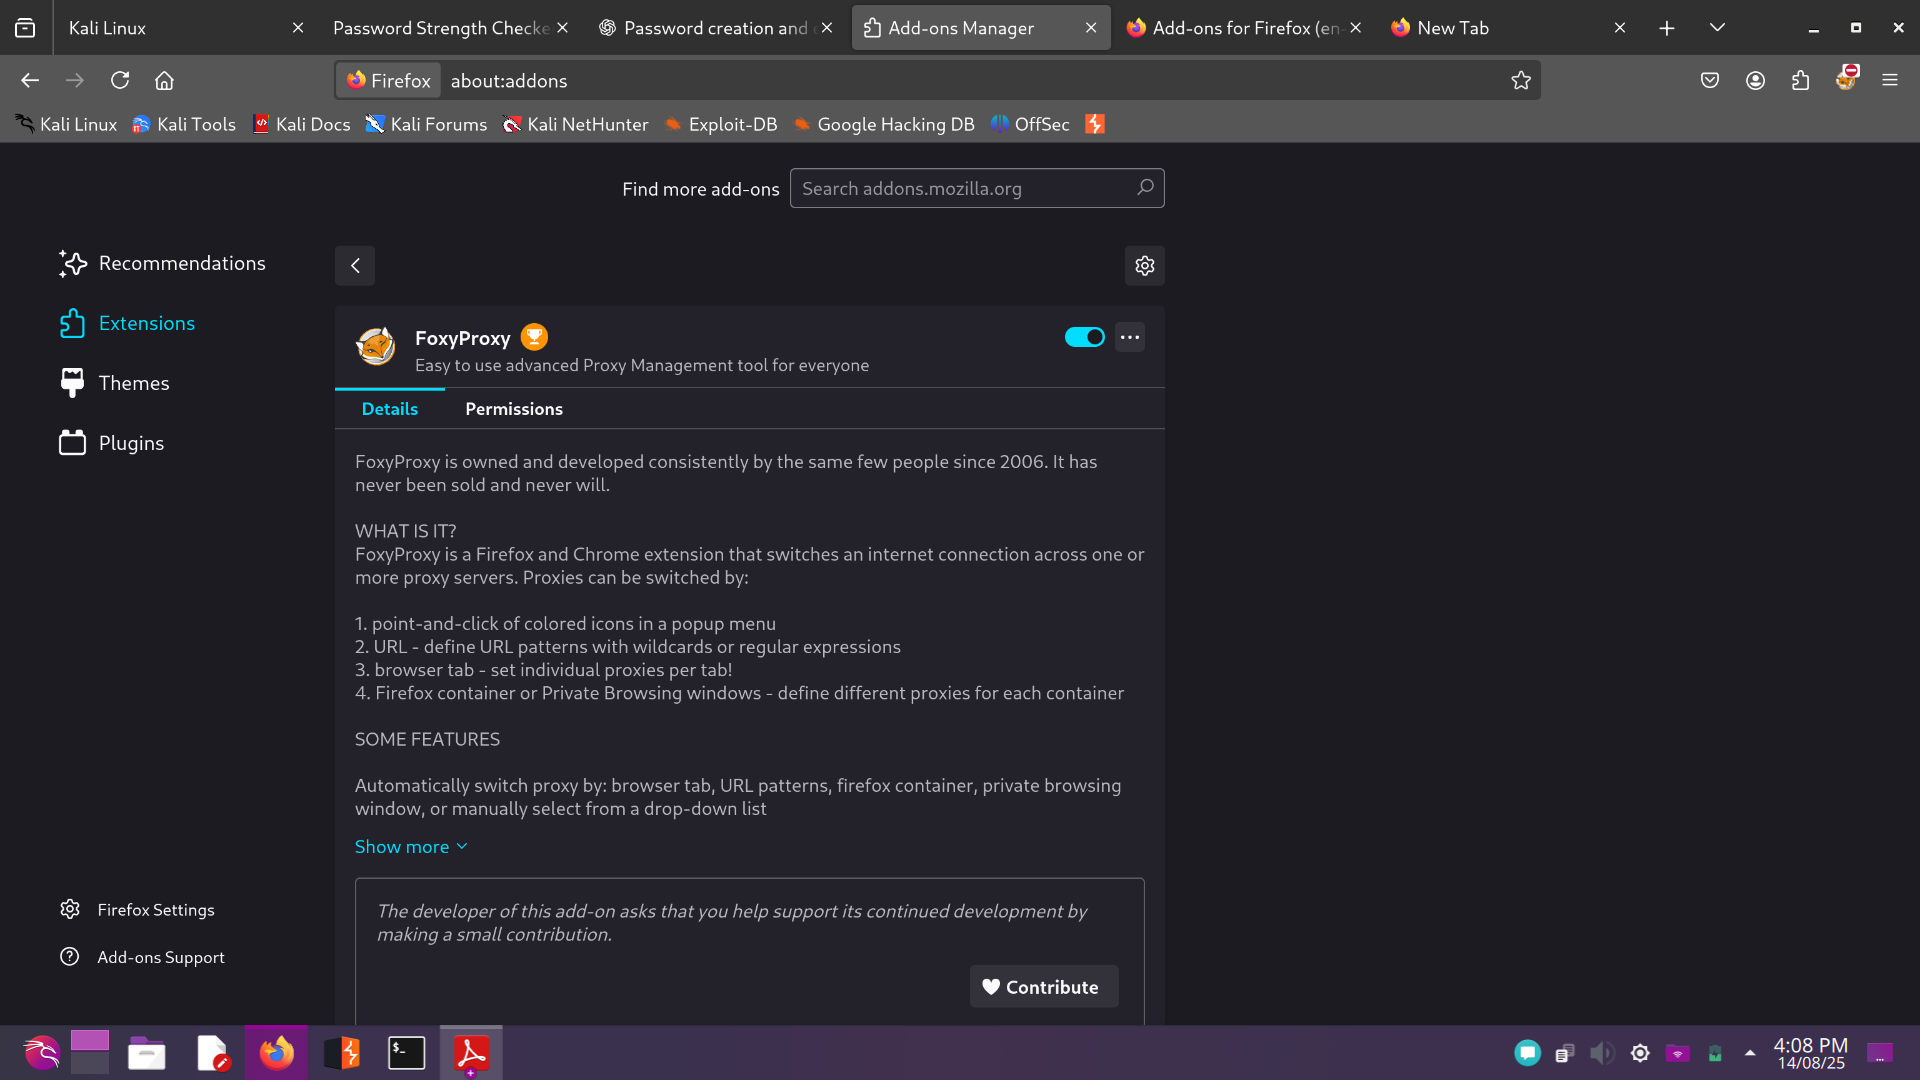 Kali Linux
Password Strength Checke
Password creation and e
Add-ons Manager
Add-ons for Firefox (en-
New Tab
Firefox
about:addons
Kali Linux
Kali Tools
Kali Docs
Kali Forums
Kali NetHunter
Exploit-DB
Google Hacking DB
OffSec
Find more add-ons
Search addons.mozilla.org
Recommendations
Extensions
Themes
Plugins
Firefox Settings
Add-ons Support
FoxyProxy
Easy to use advanced Proxy Management tool for everyone
Details
Permissions
FoxyProxy is owned and developed consistently by the same few people since 2006. It has
never been sold and never will.
WHAT IS IT?
FoxyProxy is a Firefox and Chrome extension that switches an internet connection across one or
more proxy servers. Proxies can be switched by:
1. point-and-click of colored icons in a popup menu
2. URL - define URL patterns with wildcards or regular expressions
3. browser tab - set individual proxies per tab!
4. Firefox container or Private Browsing windows - define different proxies for each container
SOME FEATURES
Automatically switch proxy by: browser tab, URL patterns, firefox container, private browsing
window, or manually select from a drop-down list
Show more
The developer of this add-on asks that you help support its continued development by
making a small contribution.
Contribute
4:08 PM
14/08/25